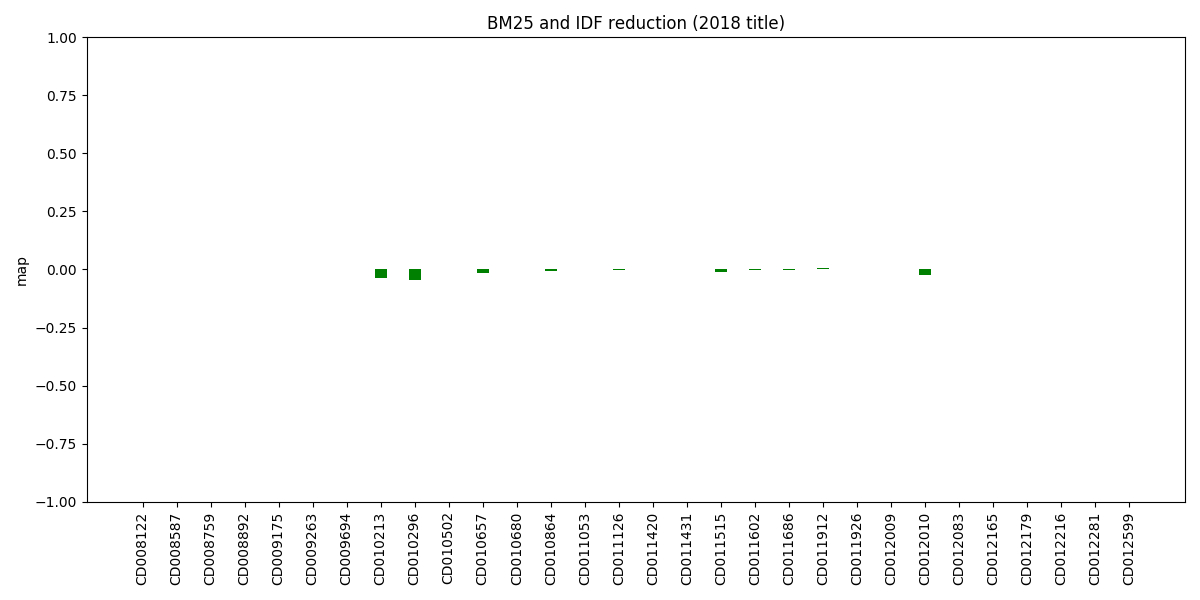 BM25 and IDF reduction (2018 title)
1.00
0.75
0.50
0.25
0.00
−0.25
−0.50
−0.75
−1.00
map
CD008122
CD008587
CD008759
CD008892
CD009175
CD009263
CD009694
CD010213
CD010296
CD010502
CD010657
CD010680
CD010864
CD011053
CD011126
CD011420
CD011431
CD011515
CD011602
CD011686
CD011912
CD011926
CD012009
CD012010
CD012083
CD012165
CD012179
CD012216
CD012281
CD012599